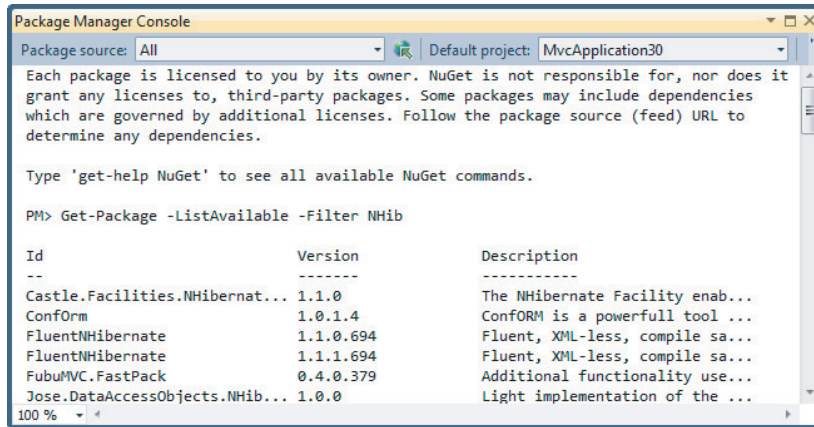 Package Manager Console
Package source: All Default project: MvcApplication30
Each package is licensed to you by its owner. NuGet is not responsible for, nor does it
grant any licenses to, third-party packages. Some packages may include dependencies
which are governed by additional licenses. Follow the package source (feed) URL to
determine any dependencies.
Type 'get-help NuGet' to see all available NuGet commands.
PM> Get-Package -ListAvailable -Filter NHib
Id Version Description
-- ------- -----------
Castle.Facilities.NHibernat... 1.1.0 The NHibernate Facility enab...
ConfOrm 1.0.1.4 ConfORM is a powerfull tool ...
FluentNHibernate 1.1.0.694 Fluent, XML-less, compile sa...
FluentNHibernate 1.1.1.694 Fluent, XML-less, compile sa...
FubuMVC.FastPack 0.4.0.379 Additional functionality use...
Jose.DataAccessObjects.NHib... 1.0.0 Light implementation of the ...
100 %